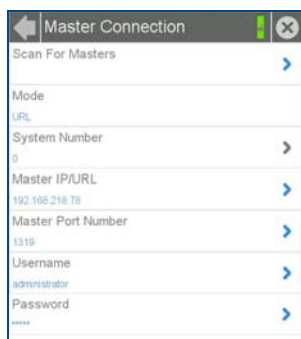 Master Connection
Scan For Masters
Mode
URL
System Number
0
Master IP/URL
192.168.218.78
Master Port Number
1319
Username
administrator
Password
•••••